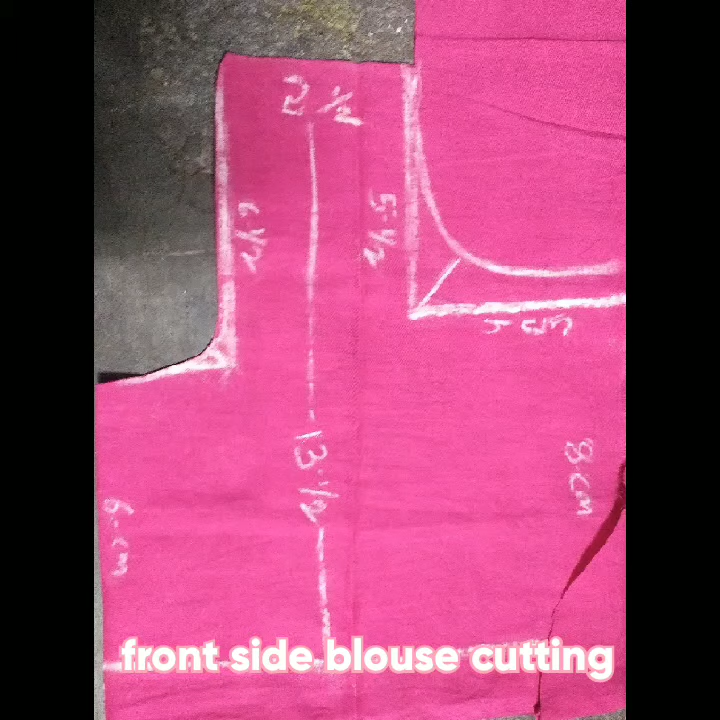 2 ½
6 ½
5-½
5 cm
13-½
8-cm
6-cm
front side blouse cutting